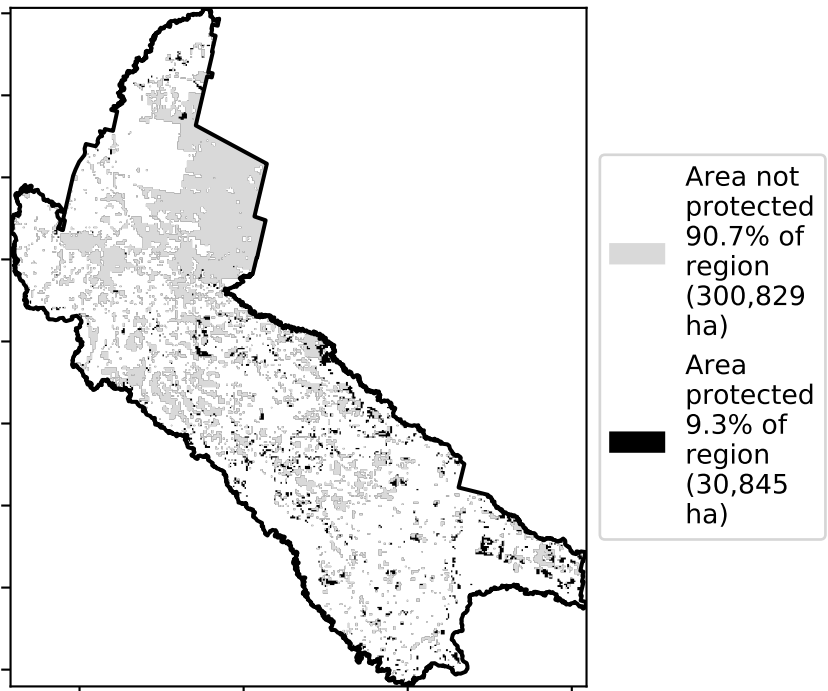 Area not
protected
90.7% of
region
(300,829
ha)
Area
protected
9.3% of
region
(30,845
ha)